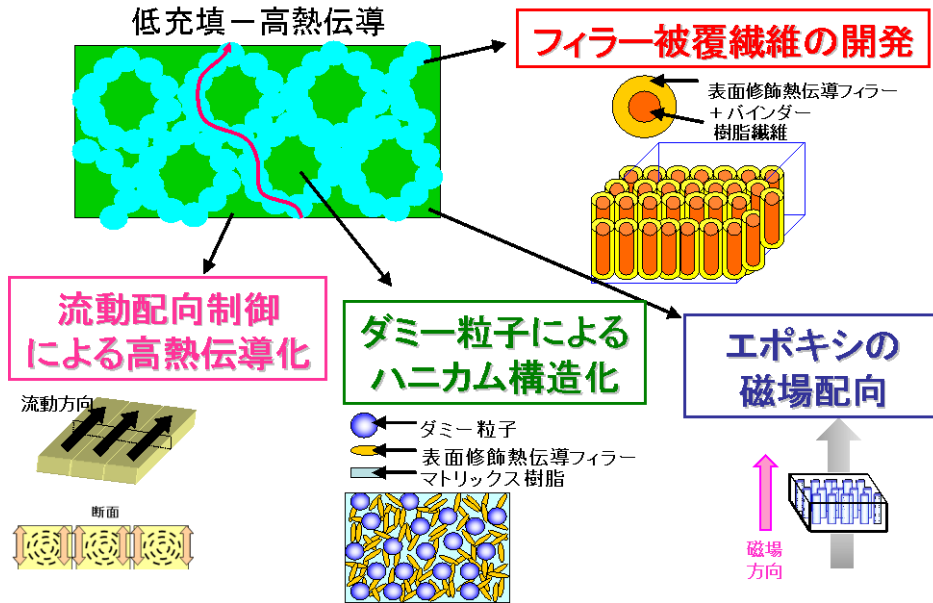 低充填－高熱伝導
フィラー被覆繊維の開発
表面修飾熱伝導フィラー
＋バインダー
樹脂繊維
流動配向制御
による高熱伝導化
流動方向
断面
ダミー粒子による
ハニカム構造化
ダミー粒子
表面修飾熱伝導フィラー
マトリックス樹脂
エポキシの
磁場配向
磁場
方向